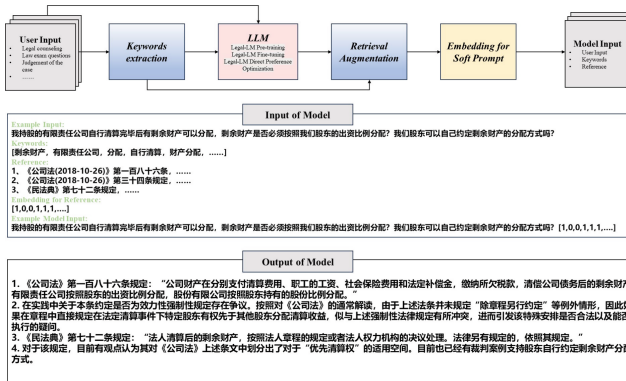 User Input
• Legal counseling
• Law exam questions
• Judgement of the
case
• ......
Keywords
extraction
LLM
Legal-LM Pre-training
Legal-LM Fine-tuning
Legal-LM Direct Preference
Optimization
Retrieval
Augmentation
Embedding for
Soft Prompt
Model Input
• User Input
• Keywords
• Reference
Input of Model
Example Input:
我持股的有限责任公司自行清算完毕后有剩余财产可以分配，剩余财产是否必须按照我们股东的出资比例分配？我们股东可以自己约定剩余财产的分配方式吗？
Keywords:
[剩余财产，有限责任公司，分配，自行清算，财产分配，......]
Reference:
1、《公司法(2018-10-26)》第一百八十六条，......
2、《公司法(2018-10-26)》第三十四条规定，......
3、《民法典》第七十二条规定，......
Embedding for Reference:
[1,0,0,1,1,1,....]
Example Model Input:
我持股的有限责任公司自行清算完毕后有剩余财产可以分配，剩余财产是否必须按照我们股东的出资比例分配？我们股东可以自己约定剩余财产的分配方式吗？[1,0,0,1,1,1,....]
Output of Model
1. 《公司法》第一百八十六条规定：“公司财产在分别支付清算费用、职工的工资、社会保险费用和法定补偿金，缴纳所欠税款，清偿公司债务后的剩余财产
有限责任公司按照股东的出资比例分配，股份有限公司按照股东持有的股份比例分配。”
2. 在实践中关于本条约定是否为效力性强制性规定存在争议。按照对《公司法》的通常解读，由于上述法条并未规定“除章程另行约定”等例外情形，因此如
果在章程中直接规定在法定清算事件下特定股东有权先于其他股东分配清算收益，似与上述强制性法律规有所冲突，进而引发该特殊安排是否合法以及能否
执行的疑问。
3. 《民法典》第七十二条规定：“法人清算后的剩余财产，按照法人章程的规定或者法人权力机构的决议处理。法律另有规定的，依照其规定。”
4. 对于该规定，目前有观点认为其对《公司法》上述条文中划分出了对于“优先清算权”的适用空间。目前也已经有裁判案例支持股东自行约定剩余财产分配
方式。